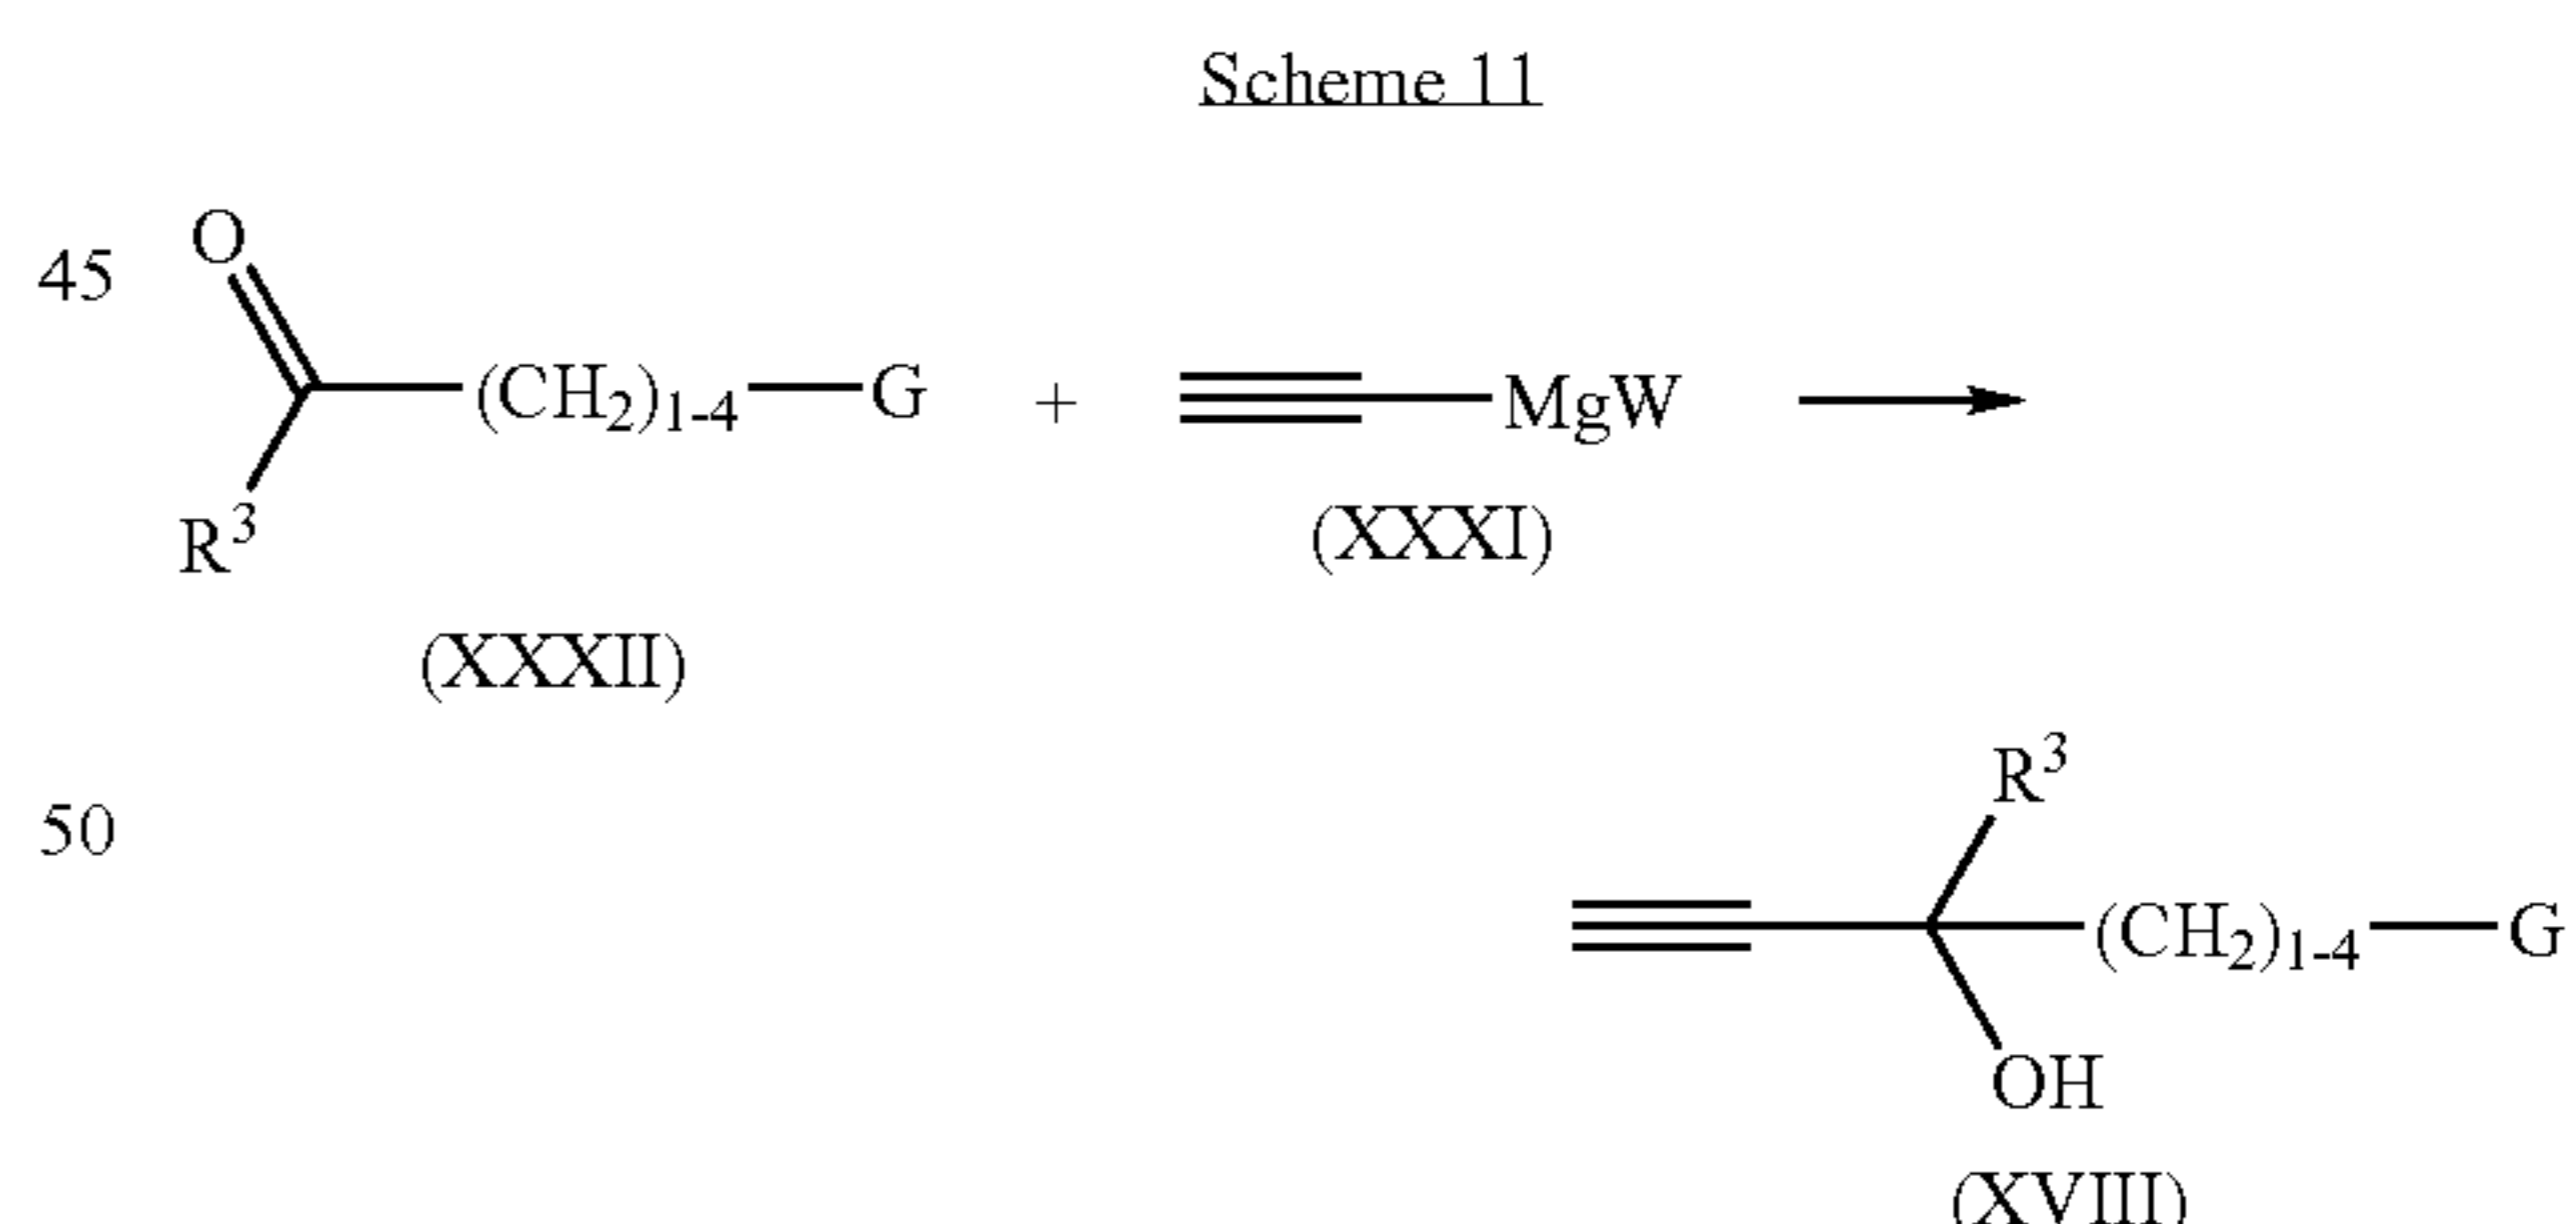 Scheme 11
45
O
(CH2)1-4 G + MgW
R3
(XXXI)
(XXXII)
R3
50
(CH2)1-4 G
OH
(XVIII)